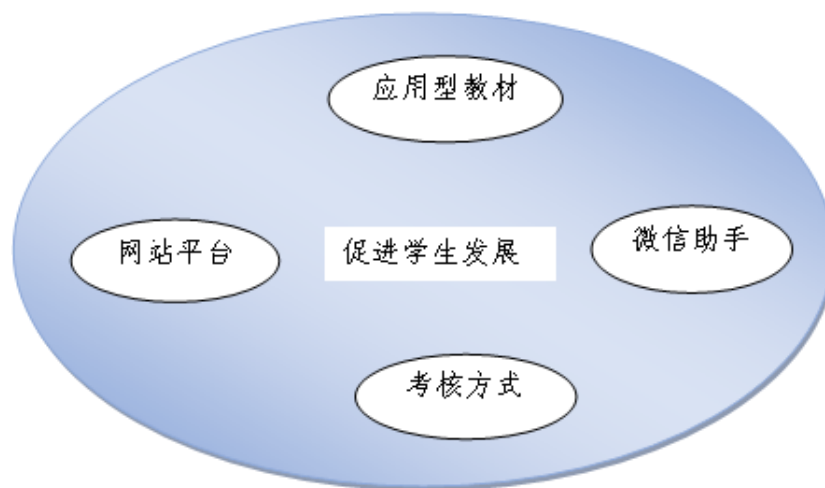 应用型教材
网站平台
促进学生发展
微信助手
考核方式